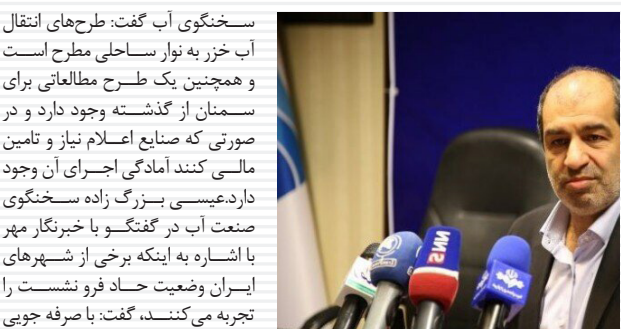 سخنگوی آب گفت: طرح‌های انتقال
آب خزر به نوار ساحلی مطرح است
و همچنین یک طرح مطالعاتی برای
سمنان از گذشته وجود دارد و در
صورتی که صنایع اعلام نیاز و تامین
مالی کنند آمادگی اجرای آن وجود
دارد.عیسی بزرگ زاده سخنگوی
صنعت آب در گفتگو با خبرنگار مهر
با اشاره به اینکه برخی از شهرهای
ایران وضعیت حاد فرو نشست را
تجربه می‌کنند، گفت: با صرفه جویی
SNN